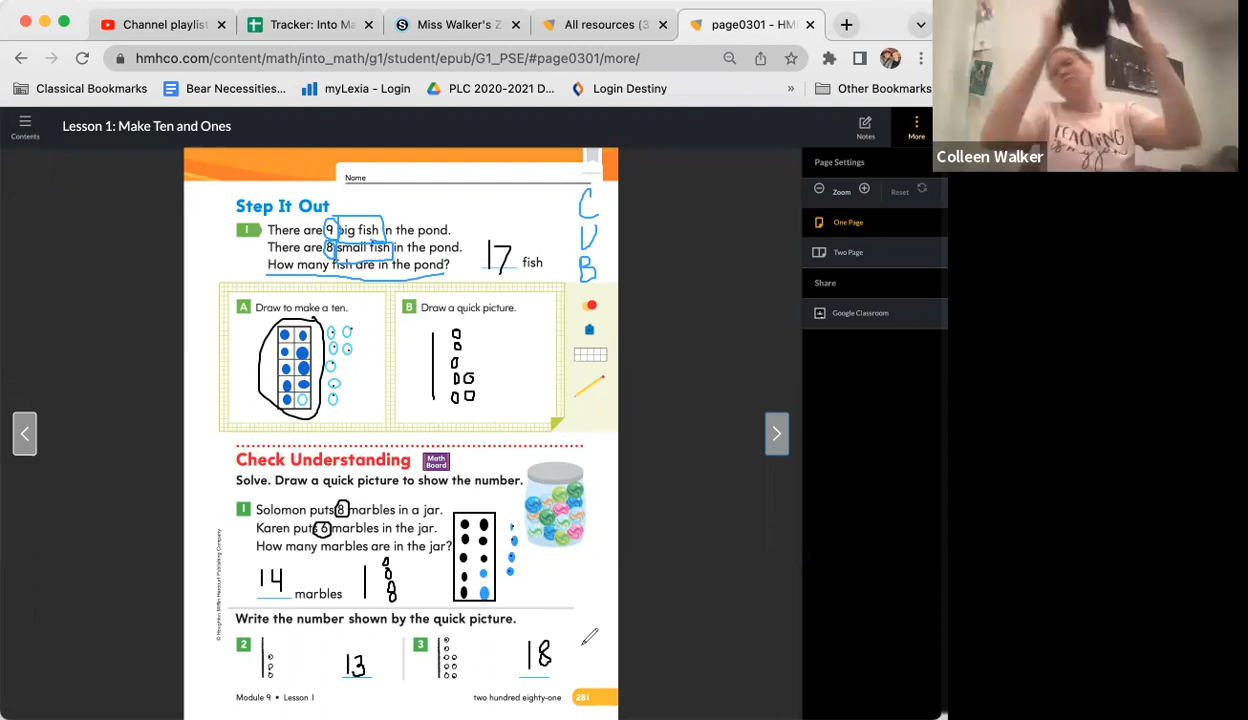 Channel playlist
Tracker: Into Ma
Miss Walker's Z
All resources (3
page0301 - HM
hmhco.com/content/math/into_math/g1/student/epub/G1_PSE/#page0301/more/
Classical Bookmarks
Bear Necessities...
myLexia - Login
PLC 2020-2021 D...
Login Destiny
»
Other Bookmarks
Contents
Lesson 1: Make Ten and Ones
Notes
More
Colleen Walker
TEACHING
is my jam
Page Settings
Zoom
Reset
One Page
Two Page
Share
Google Classroom
Name
Step It Out
1 There are 9 big fish in the pond.
There are 8 small fish in the pond.
How many fish are in the pond?
17 fish
C
U
B
A Draw to make a ten.
B Draw a quick picture.
Check Understanding
Math Board
Solve. Draw a quick picture to show the number.
1 Solomon puts 8 marbles in a jar.
Karen puts 6 marbles in the jar.
How many marbles are in the jar?
14 marbles
Write the number shown by the quick picture.
2 13
3 18
© Houghton Mifflin Harcourt Publishing Company
Module 9 • Lesson 1
two hundred eighty-one
281